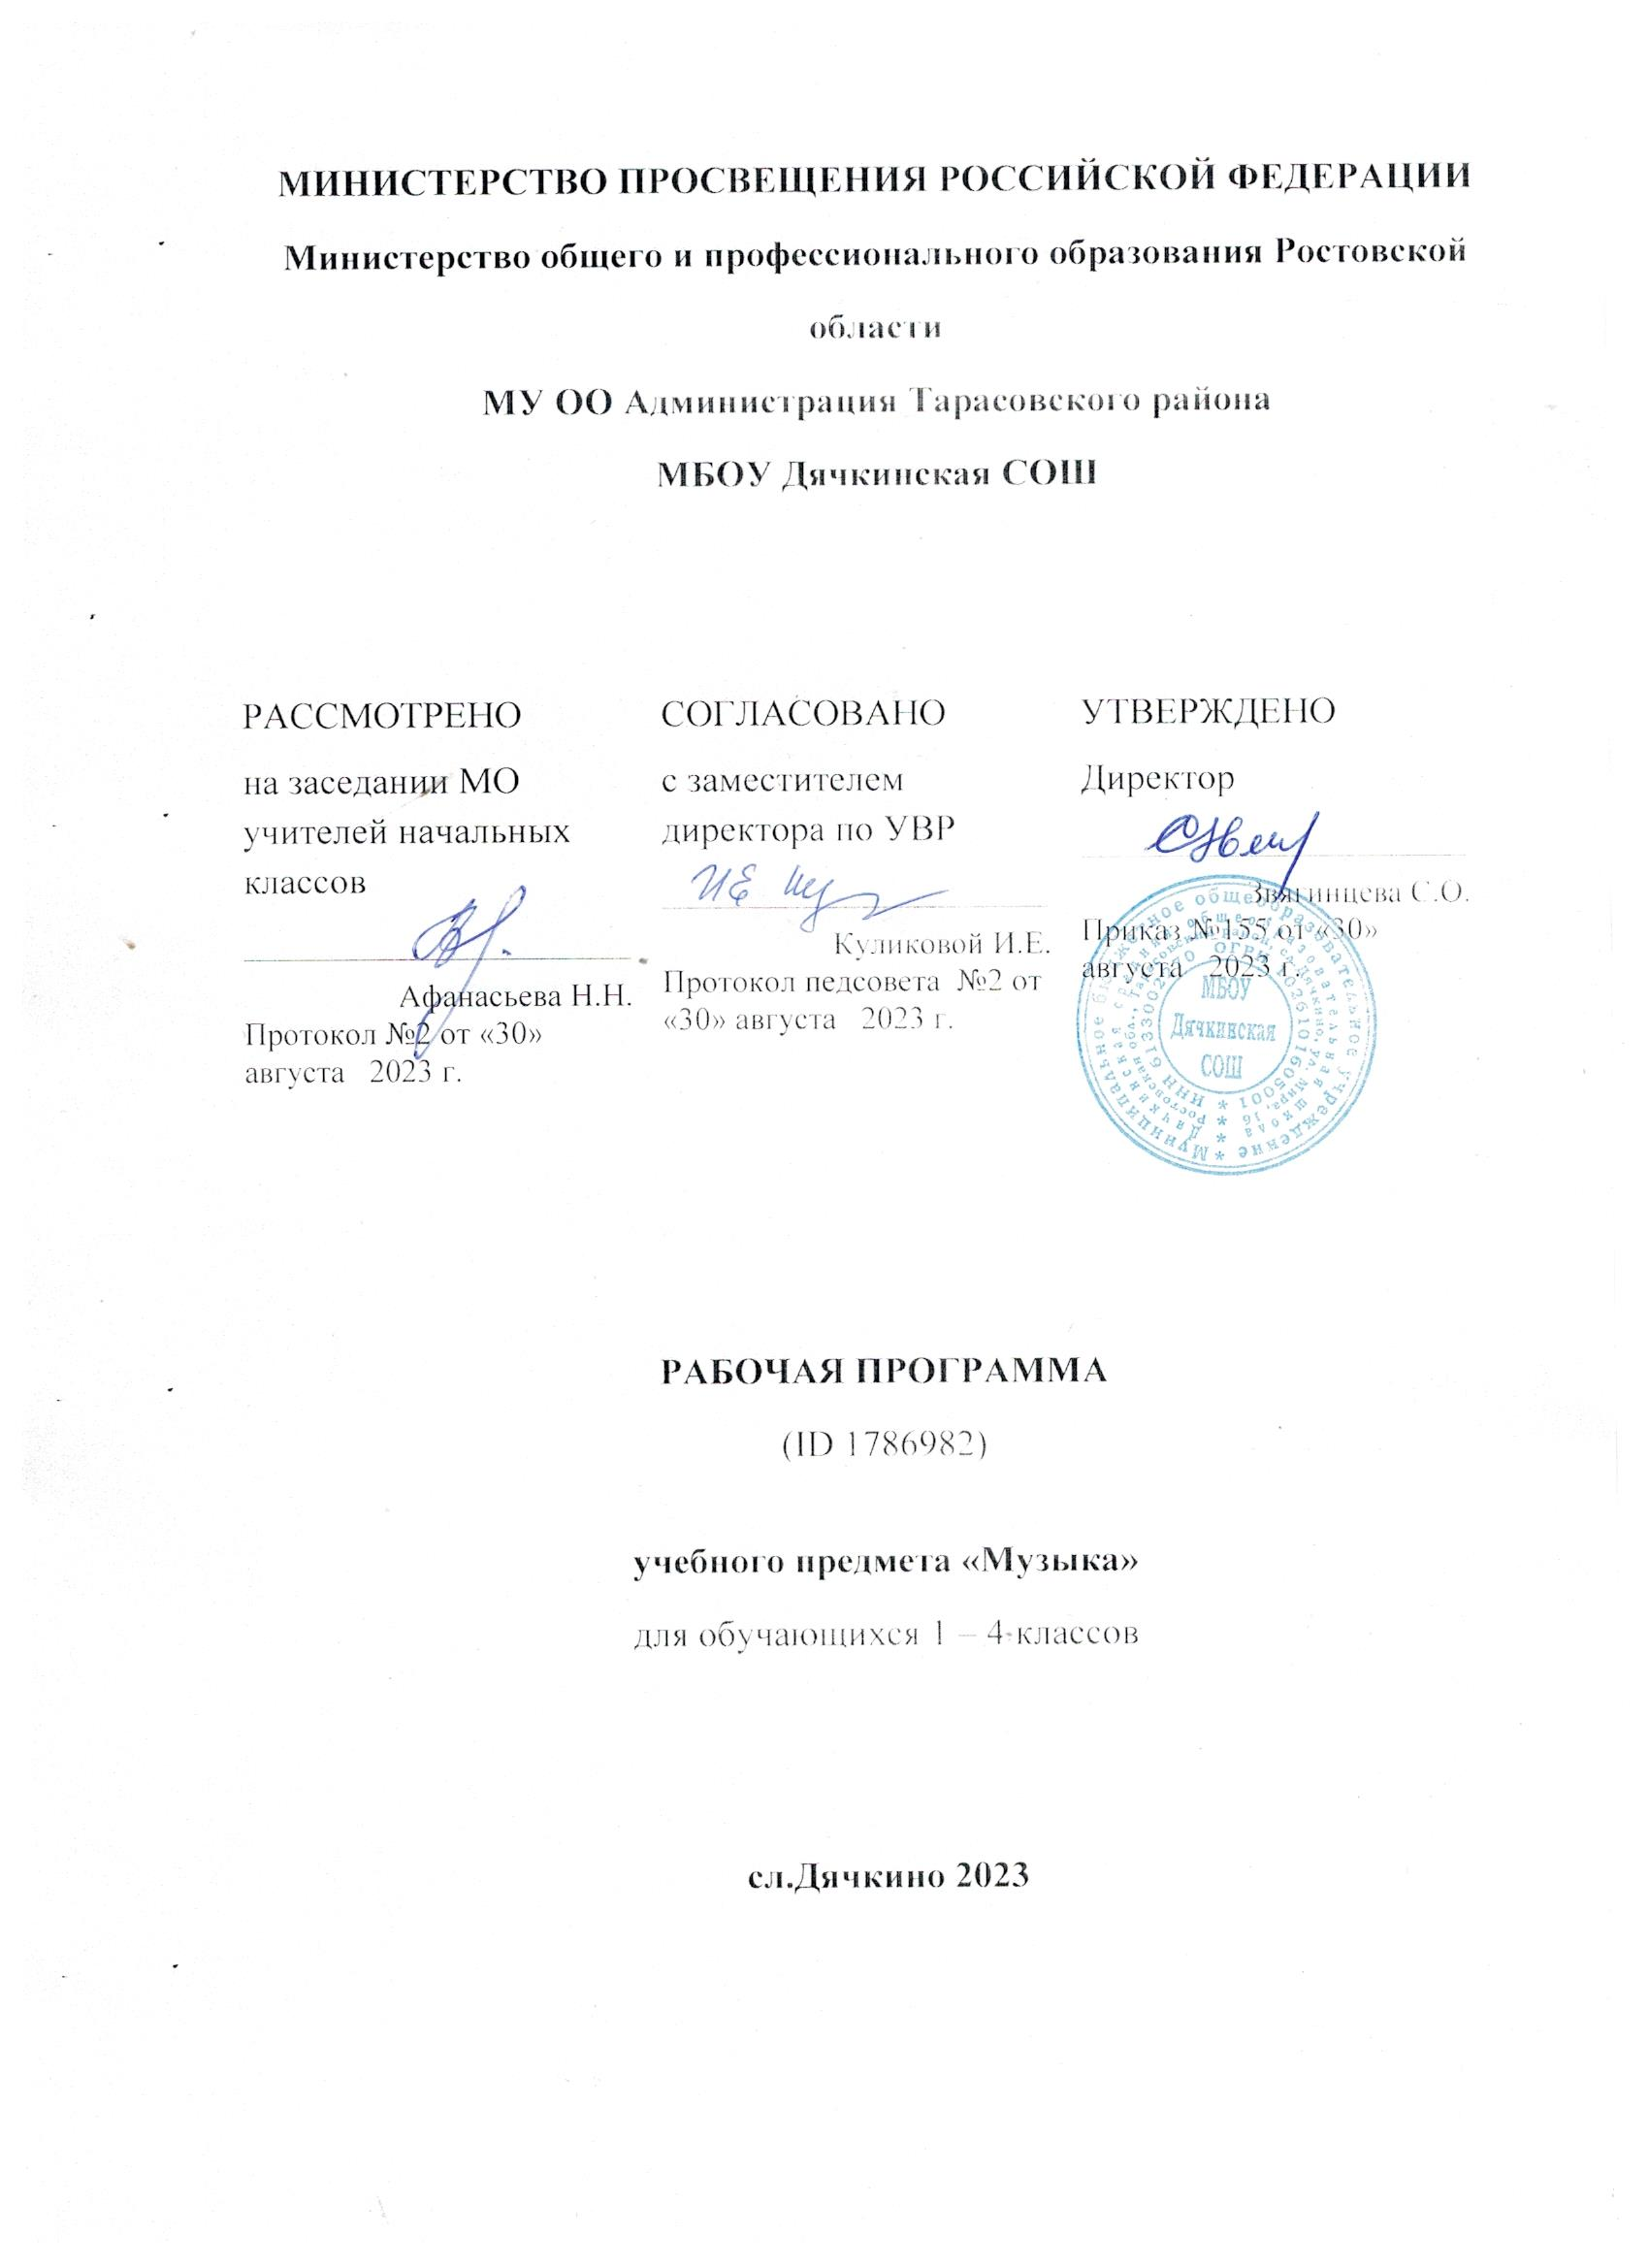 МИНИСТЕРСТВО ПРОСВЕЩЕНИЯ РОССИЙСКОЙ ФЕДЕРАЦИИ
Министерство общего и профессионального образования Ростовской
области
МУ ОО Администрация Тарасовского района
МБОУ Дячкинская СОШ
РАССМОТРЕНО
на заседании МО
учителей начальных
классов
Афанасьева Н.Н.
Протокол №2 от «30»
августа 2023 г.
СОГЛАСОВАНО
с заместителем
директора по УВР
Куликовой И.Е.
Протокол педсовета №2 от
«30» августа 2023 г.
УТВЕРЖДЕНО
Директор
Звягинцева С.О.
Приказ №155 от «30»
августа 2023 г.
МБОУ
Дячкинская
СОШ
РАБОЧАЯ ПРОГРАММА
(ID 1786982)
учебного предмета «Музыка»
для обучающихся 1 – 4 классов
сл.Дячкино 2023